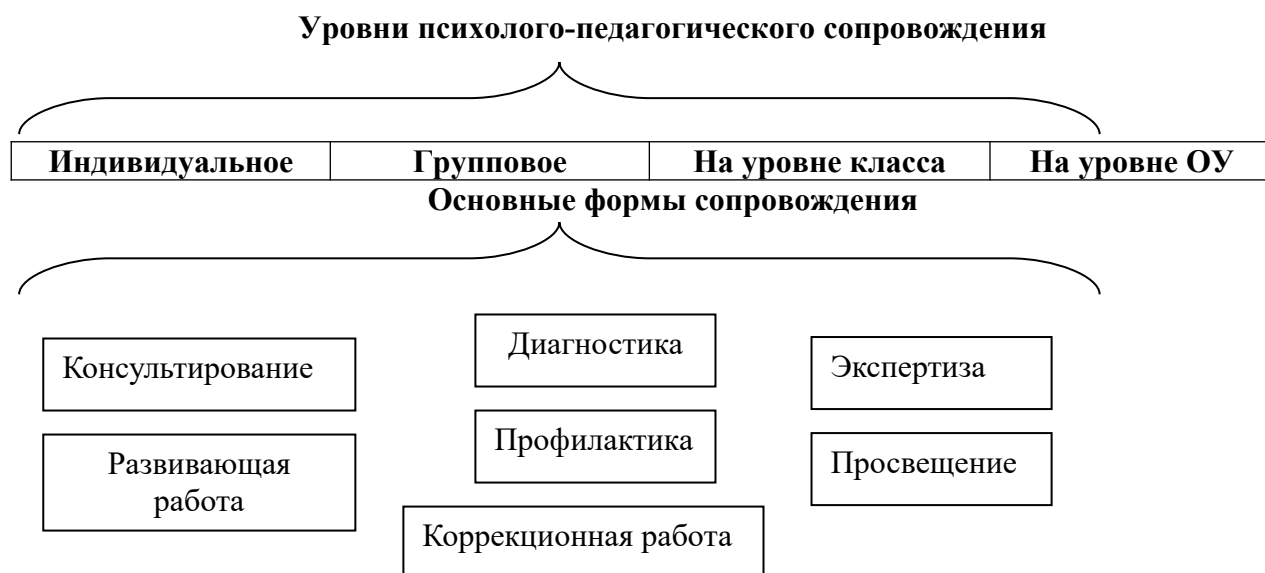 Уровни психолого-педагогического сопровождения
Индивидуальное Групповое На уровне класса На уровне ОУ
Основные формы сопровождения
Консультирование
Диагностика
Экспертиза
Развивающая
работа
Профилактика
Просвещение
Коррекционная работа